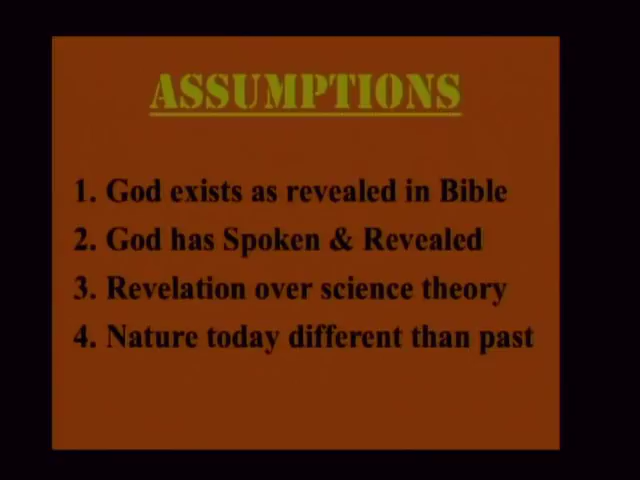 ASSUMPTIONS
1. God exists as revealed in Bible
2. God has Spoken & Revealed
3. Revelation over science theory
4. Nature today different than past